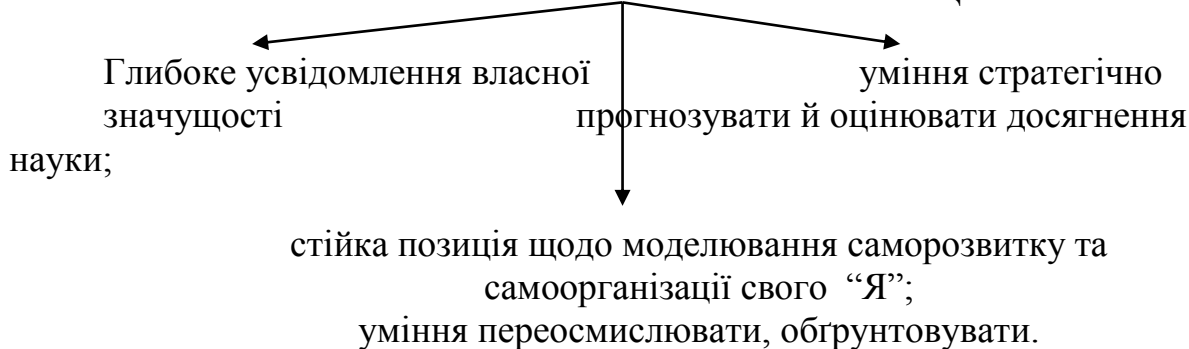 Глибоке усвідомлення власної уміння стратегічно
значущості прогнозувати й оцінювати досягнення
науки;
стійка позиція щодо моделювання саморозвитку та
самоорганізації свого “Я”;
уміння переосмислювати, обґрунтовувати.